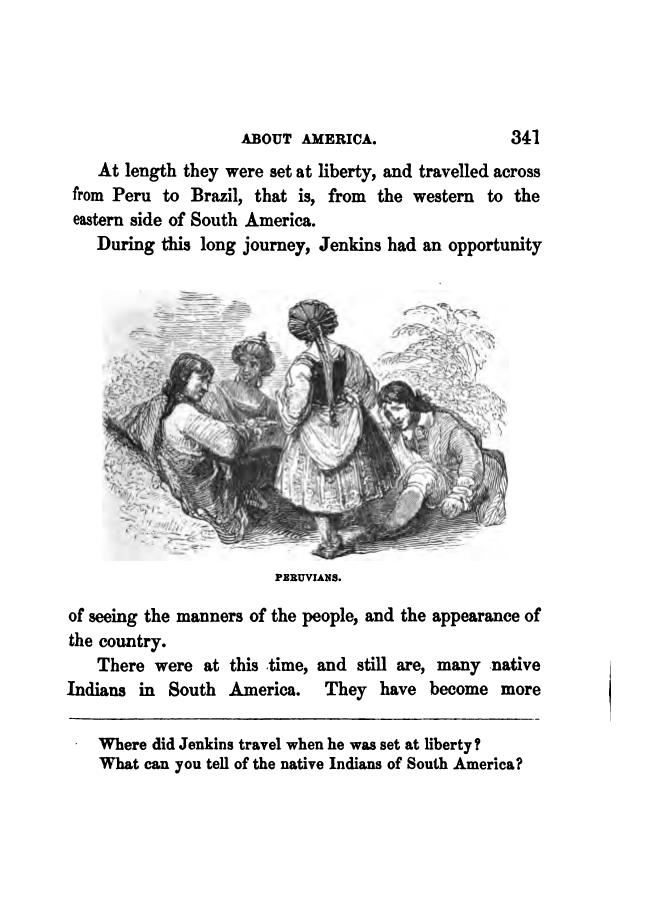 ABOUT AMERICA. 341
At length they were set at liberty, and travelled across
from Peru to Brazil, that is, from the western to the
eastern side of South America.
During this long journey, Jenkins had an opportunity
PERUVIANS.
of seeing the manners of the people, and the appearance of
the country.
There were at this time, and still are, many native
Indians in South America. They have become more
Where did Jenkins travel when he was set at liberty?
What can you tell of the native Indians of South America?